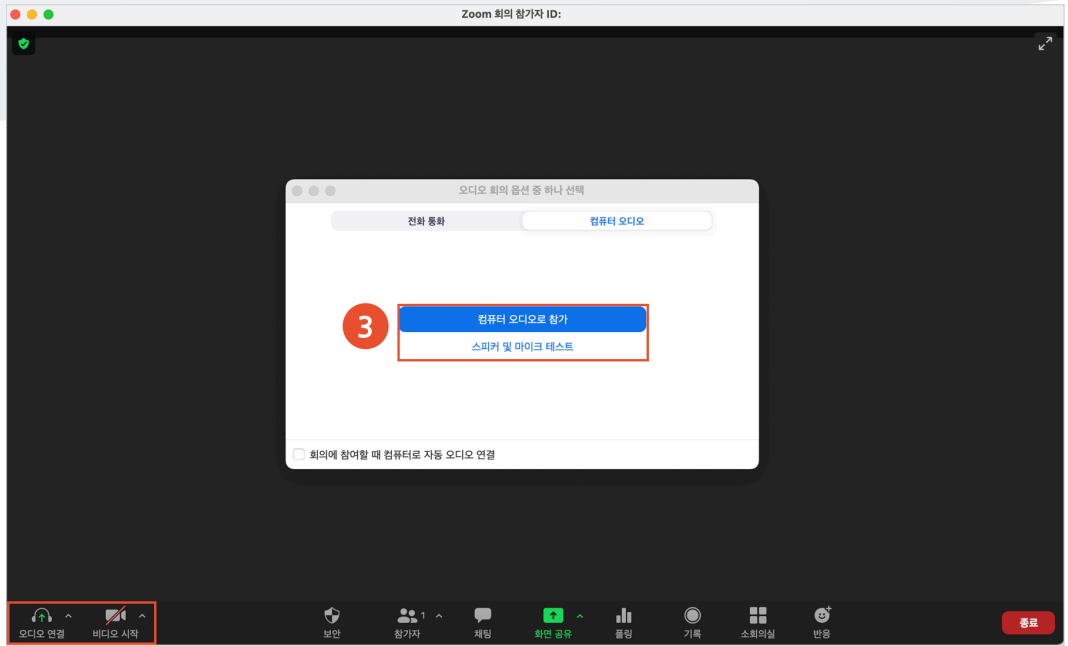 Zoom 회의 참가자 ID:
오디오 회의 옵션 중 하나 선택
전화 통화
컴퓨터 오디오
3
컴퓨터 오디오로 참가
스피커 및 마이크 테스트
회의에 참여할 때 컴퓨터로 자동 오디오 연결
1
오디오 연결
비디오 시작
보안
참가자
채팅
화면 공유
폴링
기록
소회의실
반응
종료